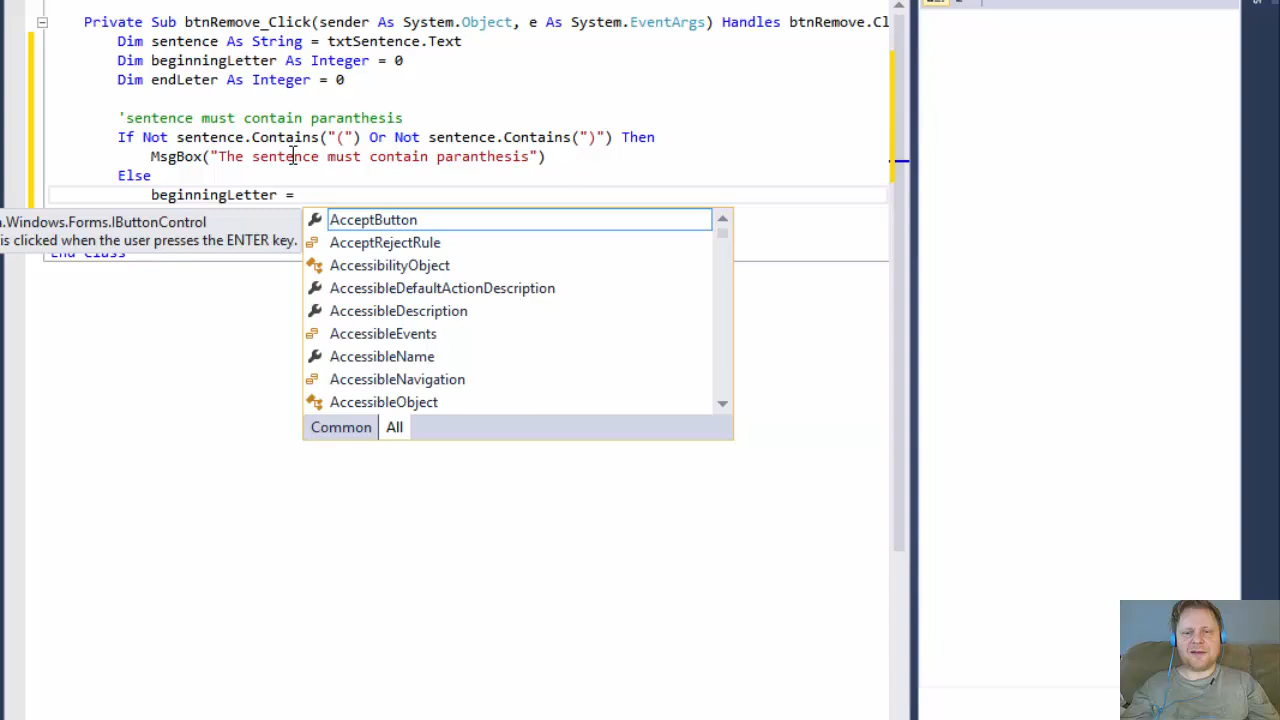 Private Sub btnRemove_Click(sender As System.Object, e As System.EventArgs) Handles btnRemove.Cl
Dim sentence As String = txtSentence.Text
Dim beginningLetter As Integer = 0
Dim endLeter As Integer = 0
'sentence must contain paranthesis
If Not sentence.Contains("(") Or Not sentence.Contains(")") Then
MsgBox("The sentence must contain paranthesis")
Else
beginningLetter =
.Windows.Forms.IButtonControl
is clicked when the user presses the ENTER key.
End Class
AcceptButton
AcceptRejectRule
AccessibilityObject
AccessibleDefaultActionDescription
AccessibleDescription
AccessibleEvents
AccessibleName
AccessibleNavigation
AccessibleObject
Common All